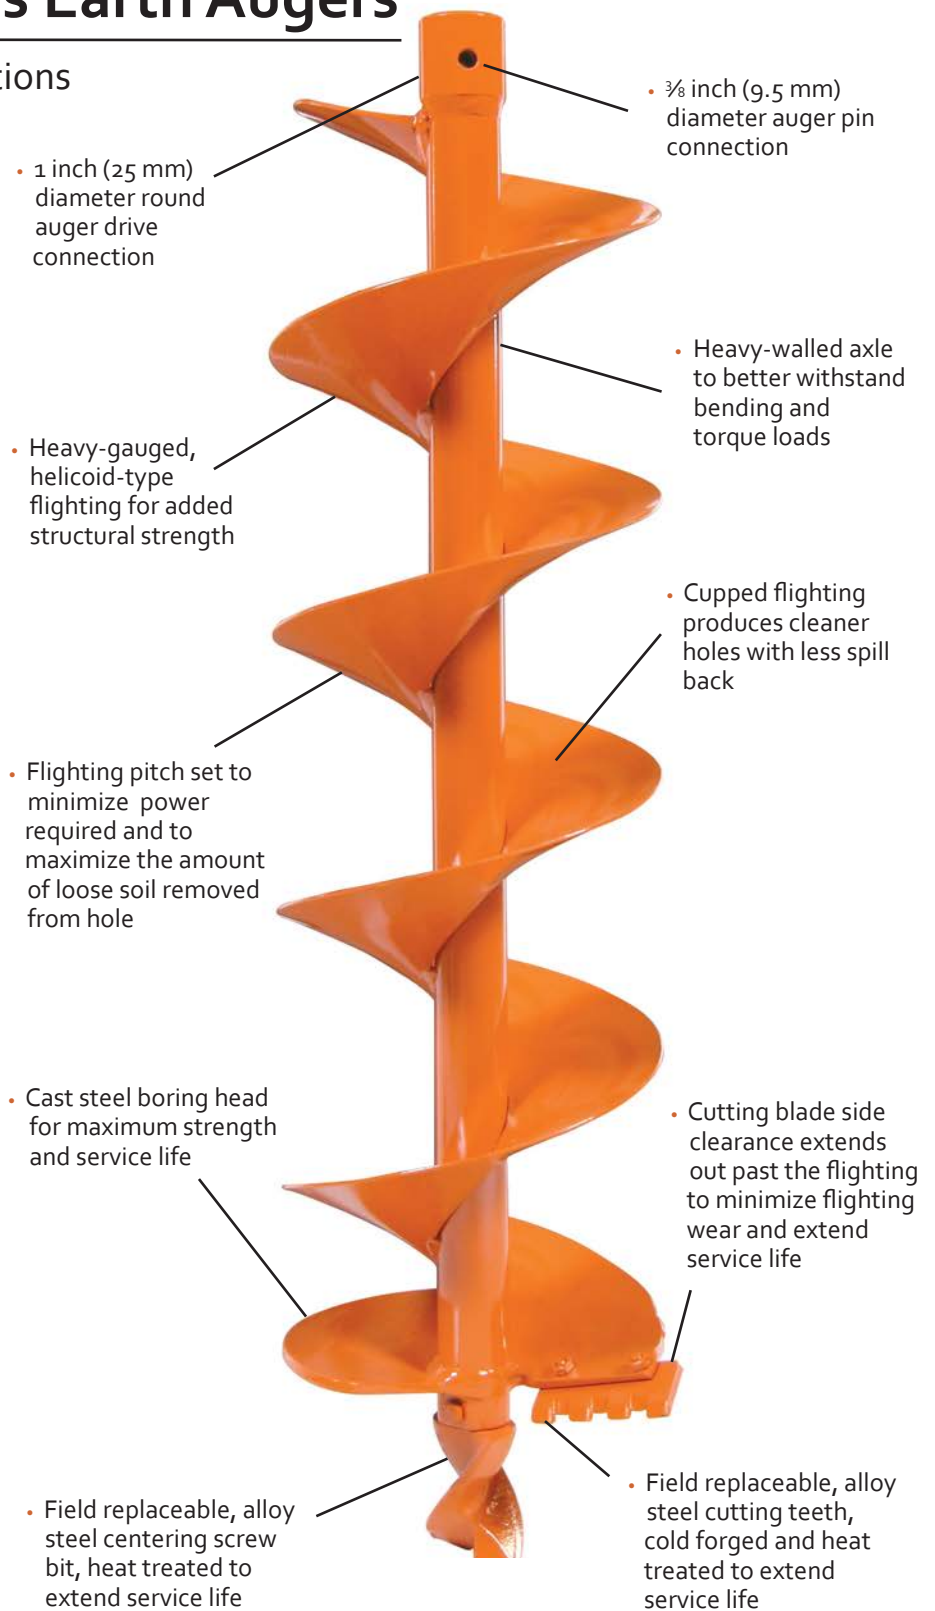 s Earth Augers
tions
• 1 inch (25 mm)
diameter round
auger drive
connection
• ⅜ inch (9.5 mm)
diameter auger pin
connection
• Heavy-walled axle
to better withstand
bending and
torque loads
• Heavy-gauged,
helicoid-type
flighting for added
structural strength
• Cupped flighting
produces cleaner
holes with less spill
back
• Flighting pitch set to
minimize power
required and to
maximize the amount
of loose soil removed
from hole
• Cast steel boring head
for maximum strength
and service life
• Cutting blade side
clearance extends
out past the flighting
to minimize flighting
wear and extend
service life
• Field replaceable, alloy
steel centering screw
bit, heat treated to
extend service life
• Field replaceable, alloy
steel cutting teeth,
cold forged and heat
treated to extend
service life